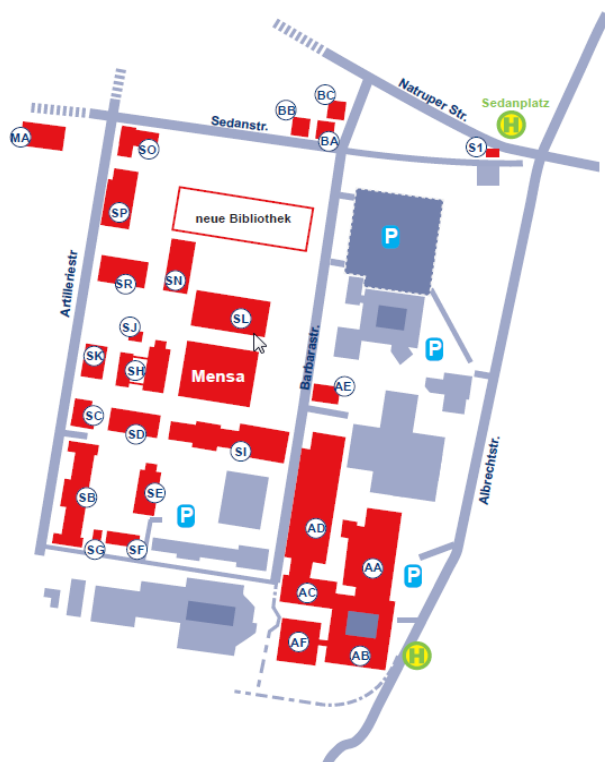 Natruper Str.
Sedanplatz
H
BC
BB
BA
Sedanstr.
MA
SO
S1
SP
neue Bibliothek
P
SN
SR
Artilleriestr
SL
SJ
Barbarastr.
P
SK
SH
Mensa
AE
SC
SD
SI
Albrechtstr.
SB
SE
P
AD
SG
SF
AA
P
AC
AF
AB
H